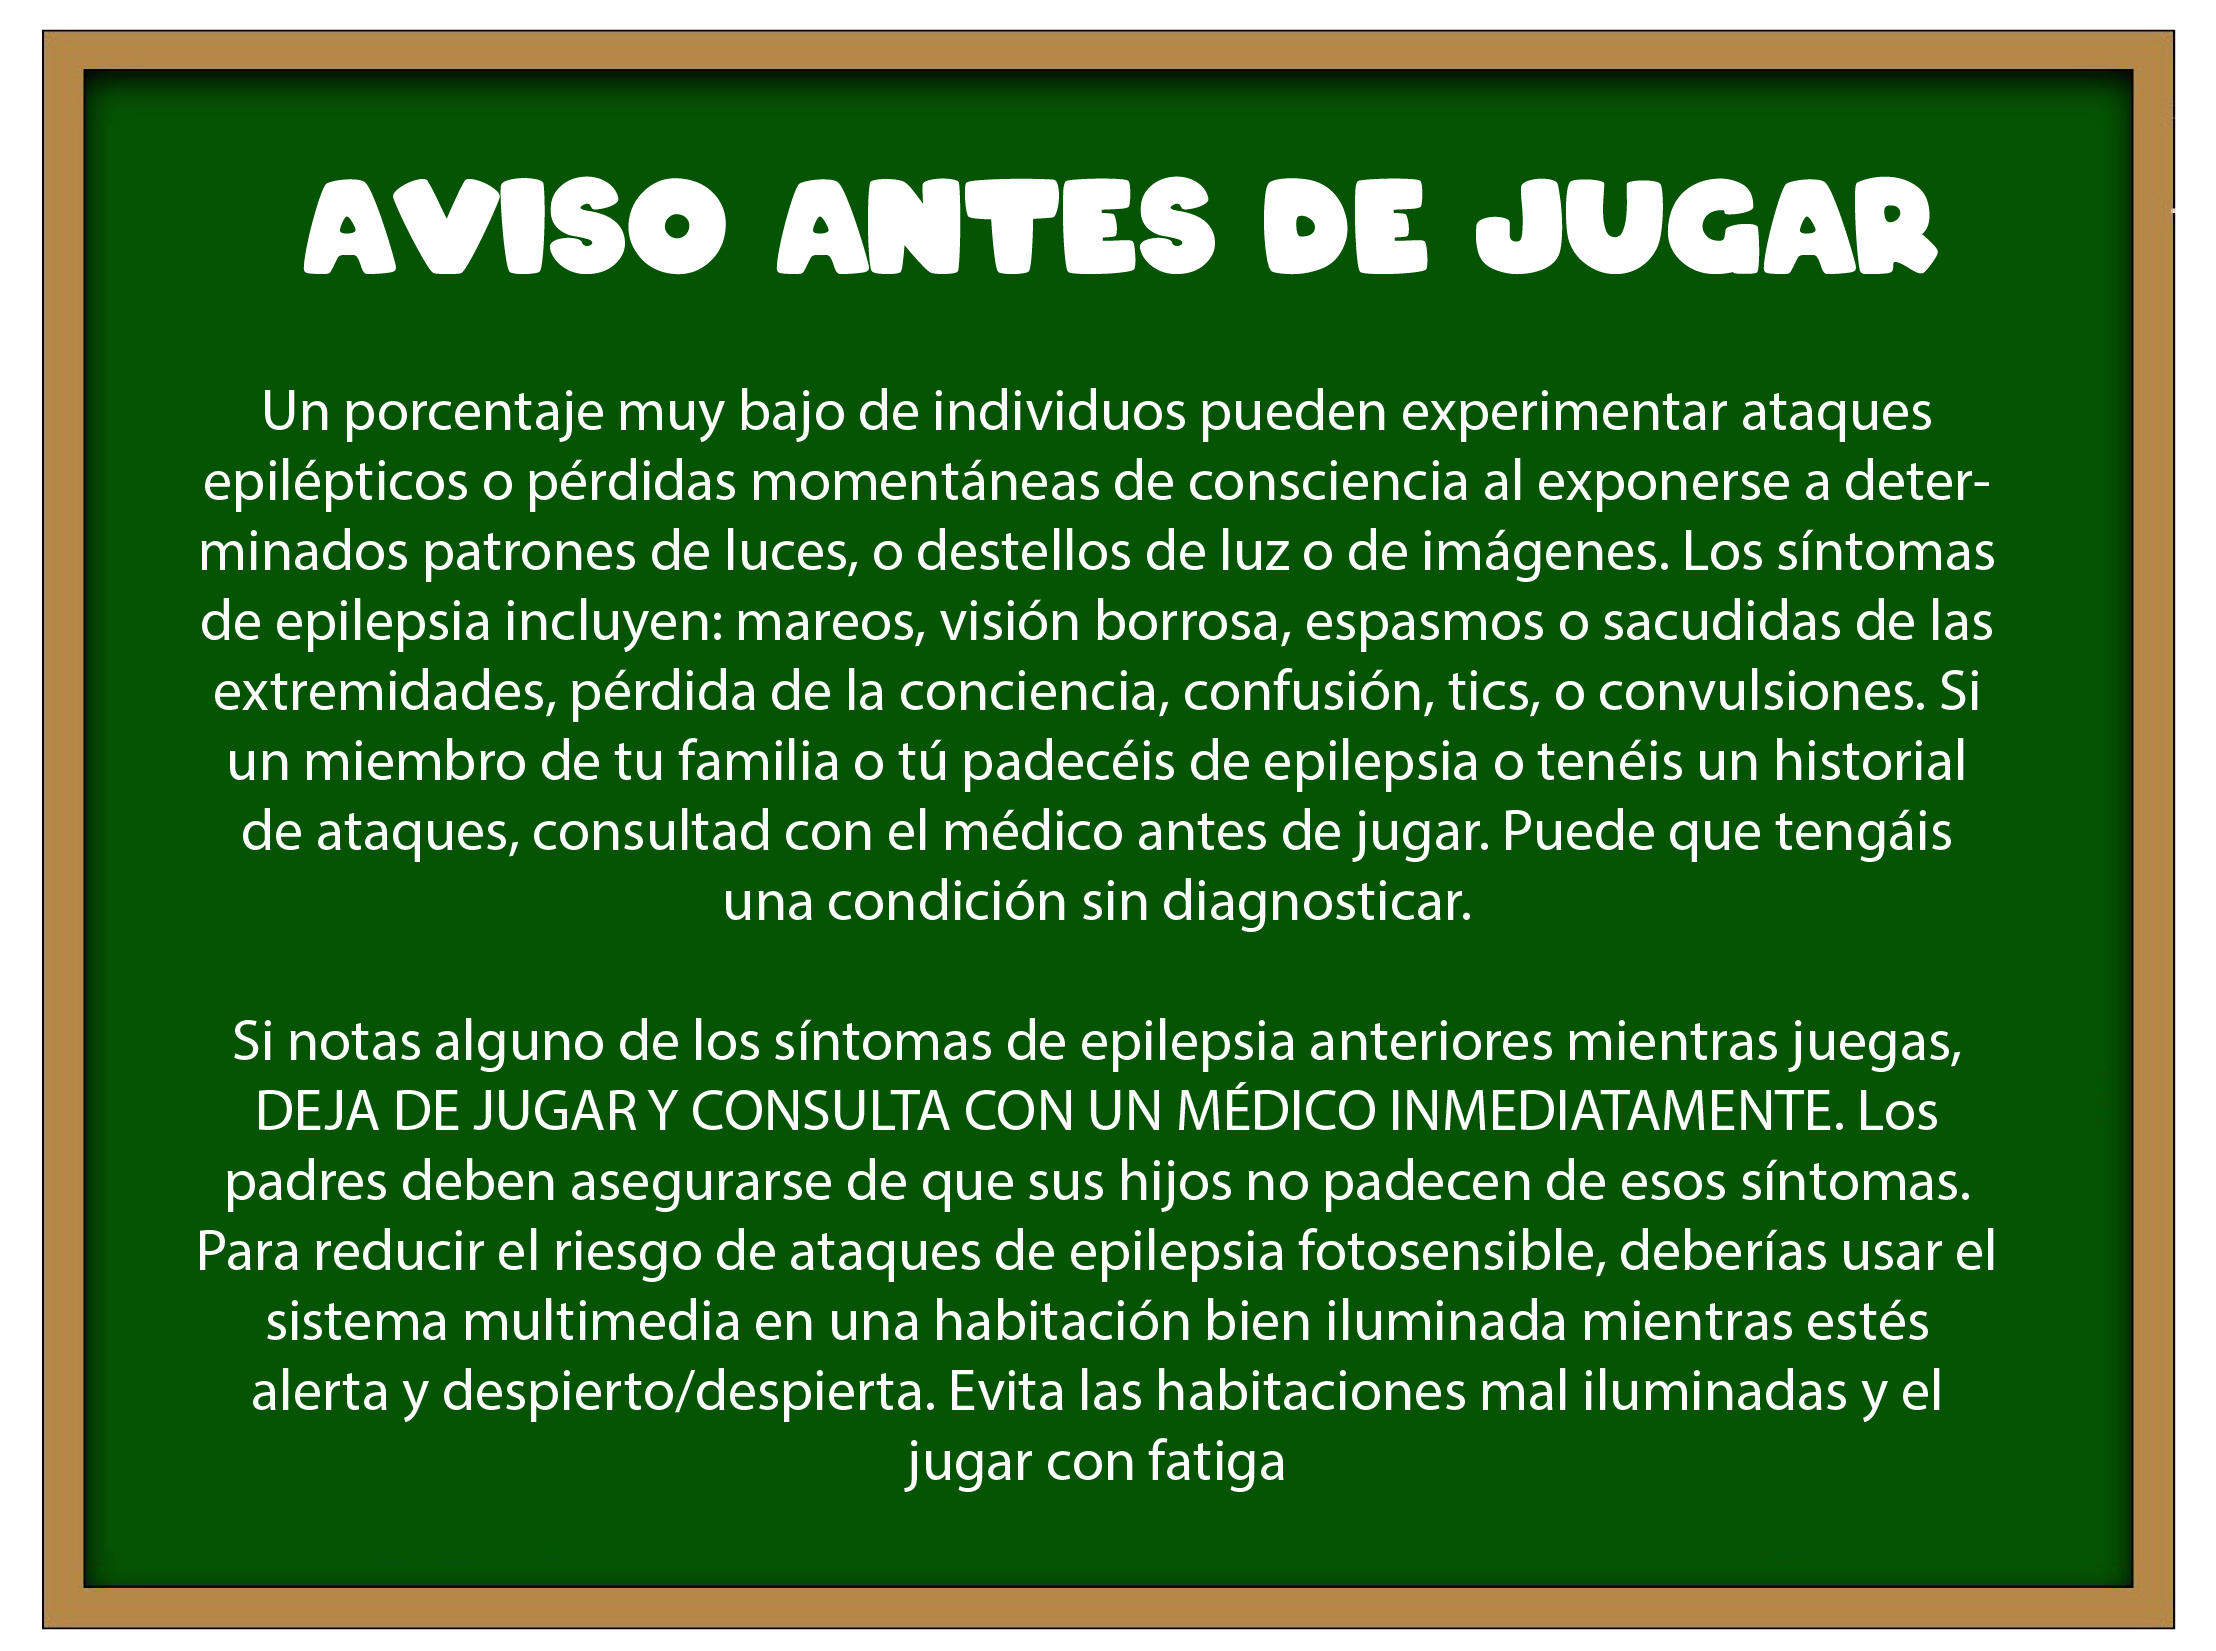 AVISO ANTES DE JUGAR
Un porcentaje muy bajo de individuos pueden experimentar ataques
epilépticos o pérdidas momentáneas de consciencia al exponerse a deter-
minados patrones de luces, o destellos de luz o de imágenes. Los síntomas
de epilepsia incluyen: mareos, visión borrosa, espasmos o sacudidas de las
extremidades, pérdida de la conciencia, confusión, tics, o convulsiones. Si
un miembro de tu familia o tú padecéis de epilepsia o tenéis un historial
de ataques, consultad con el médico antes de jugar. Puede que tengáis
una condición sin diagnosticar.
Si notas alguno de los síntomas de epilepsia anteriores mientras juegas,
DEJA DE JUGAR Y CONSULTA CON UN MÉDICO INMEDIATAMENTE. Los
padres deben asegurarse de que sus hijos no padecen de esos síntomas.
Para reducir el riesgo de ataques de epilepsia fotosensible, deberías usar el
sistema multimedia en una habitación bien iluminada mientras estés
alerta y despierto/despierta. Evita las habitaciones mal iluminadas y el
jugar con fatiga